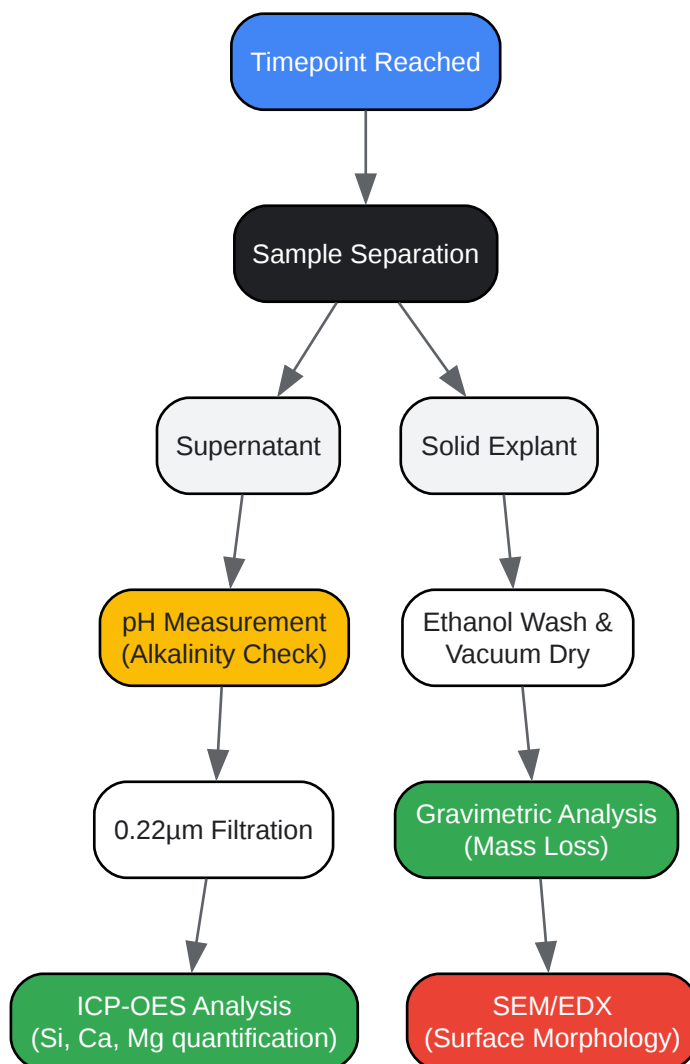 Timepoint Reached
Sample Separation
Supernatant
Solid Explant
pH Measurement
(Alkalinity Check)
Ethanol Wash &
Vacuum Dry
0.22µm Filtration
Gravimetric Analysis
(Mass Loss)
ICP-OES Analysis
(Si, Ca, Mg quantification)
SEM/EDX
(Surface Morphology)